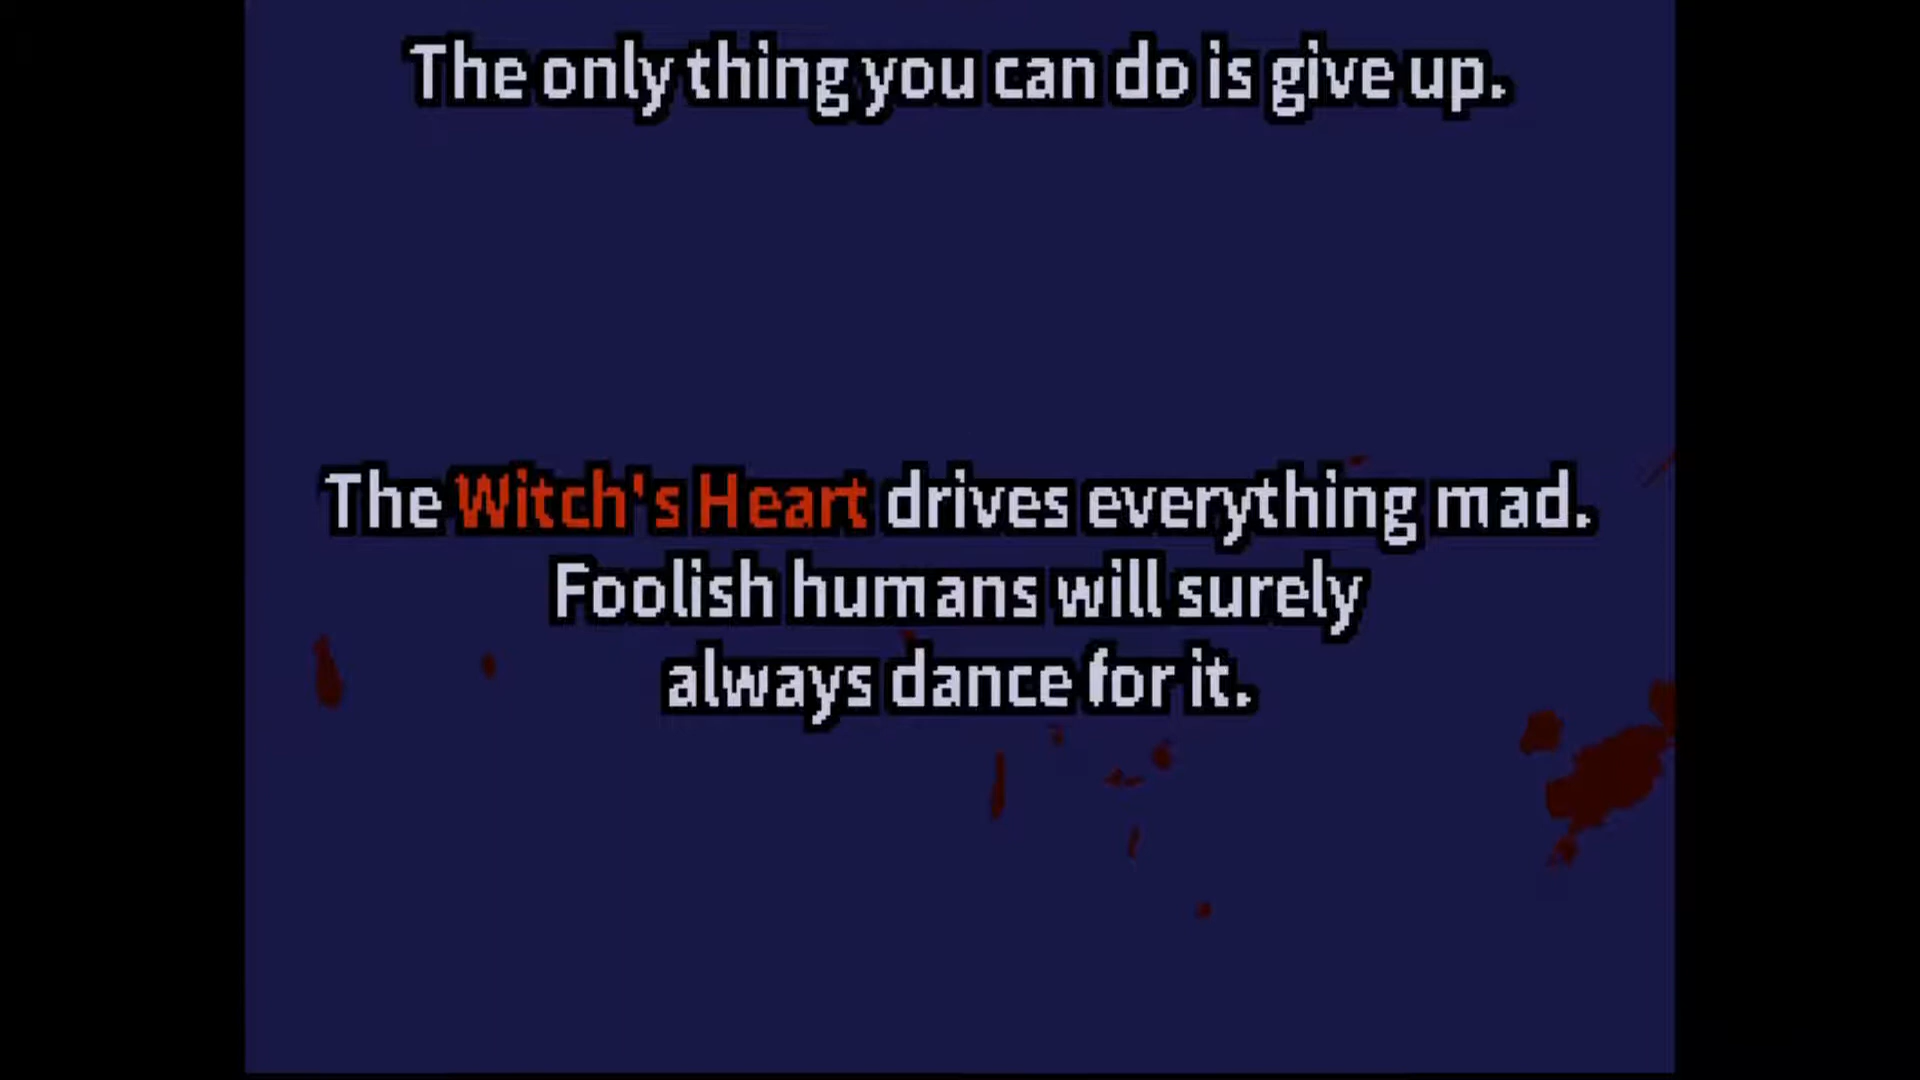 The only thing you can do is give up.
The Witch's Heart drives everything mad.
Foolish humans will surely
always dance for it.